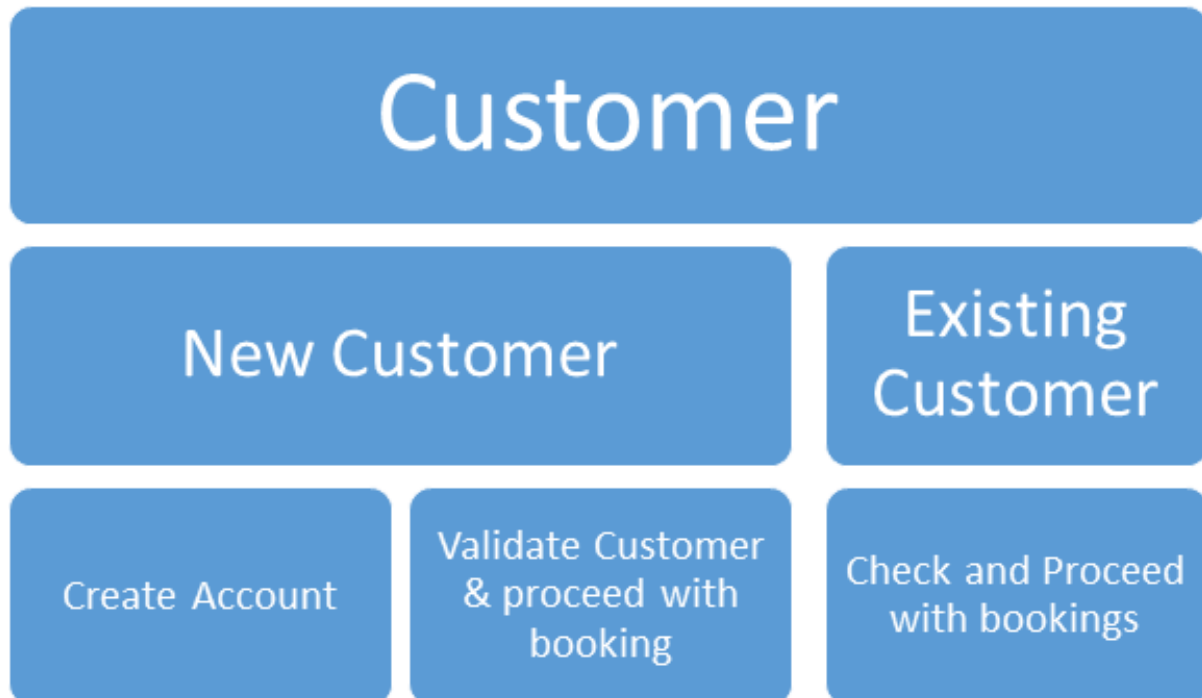 Customer
New Customer
Existing
Customer
Create Account
Validate Customer
& proceed with
booking
Check and Proceed
with bookings